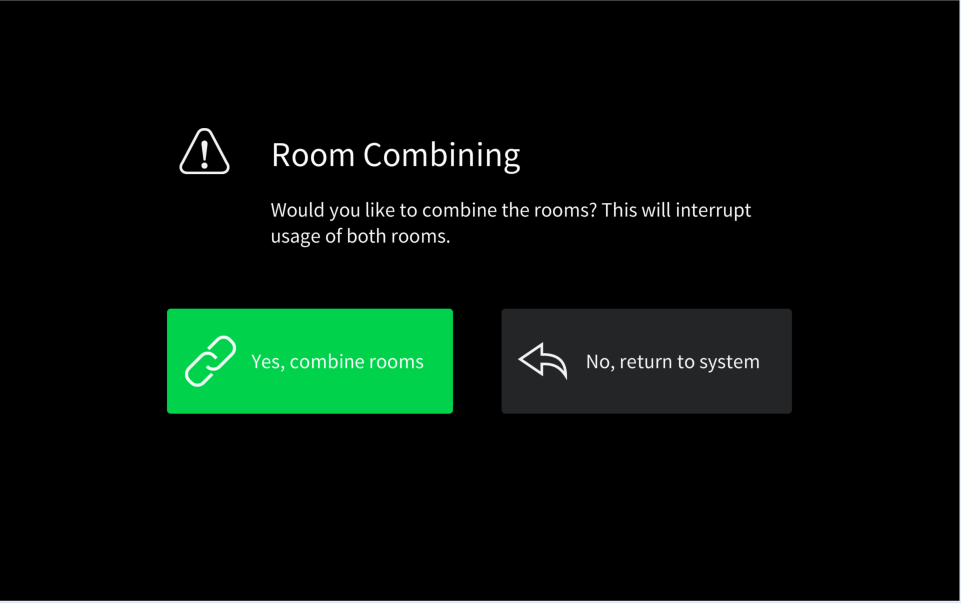 Room Combining
Would you like to combine the rooms? This will interrupt
usage of both rooms.
Yes, combine rooms
No, return to system